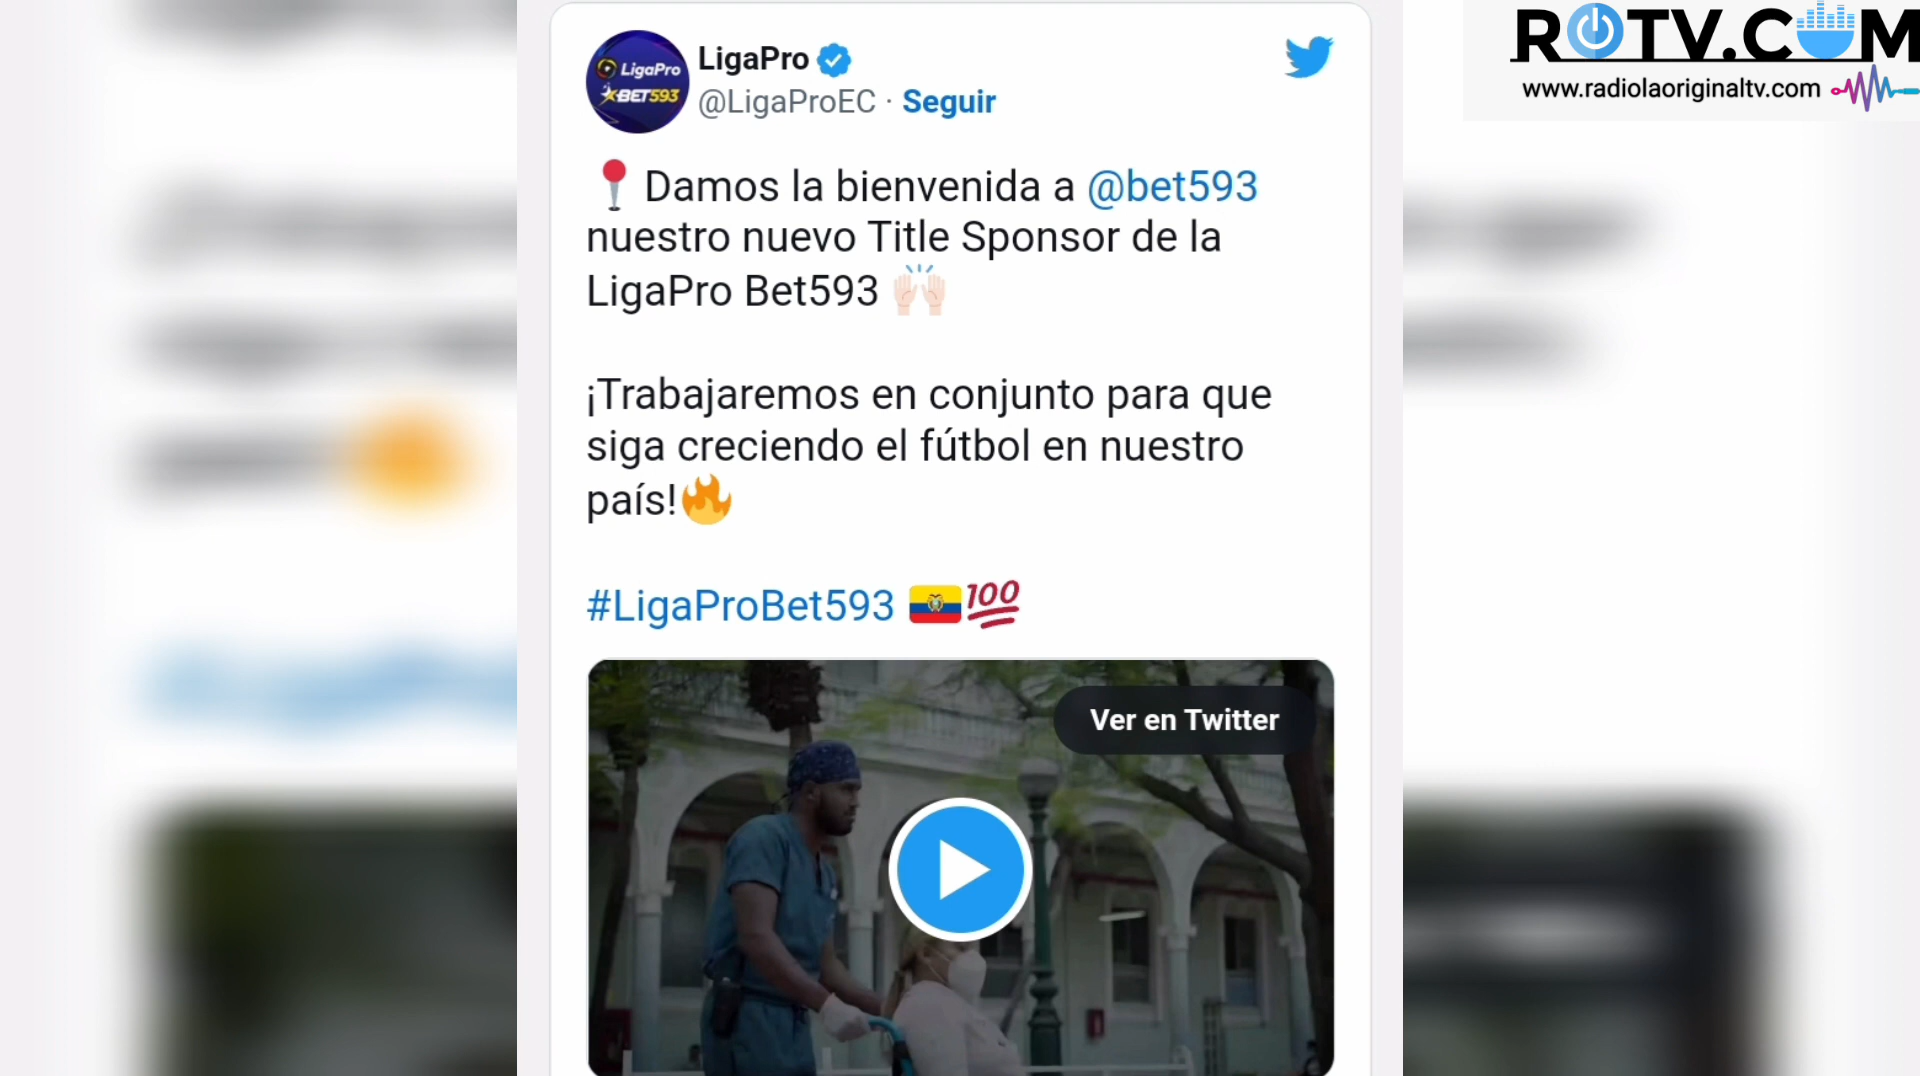 LigaPro
@LigaProEC · Seguir
LigaPro
BET593
📍Damos la bienvenida a @bet593
nuestro nuevo Title Sponsor de la
LigaPro Bet593 🙌🏻
¡Trabajaremos en conjunto para que
siga creciendo el fútbol en nuestro
país!🔥
#LigaProBet593 🇪🇨💯
Ver en Twitter
ROTV.COM
www.radiolaoriginaltv.com